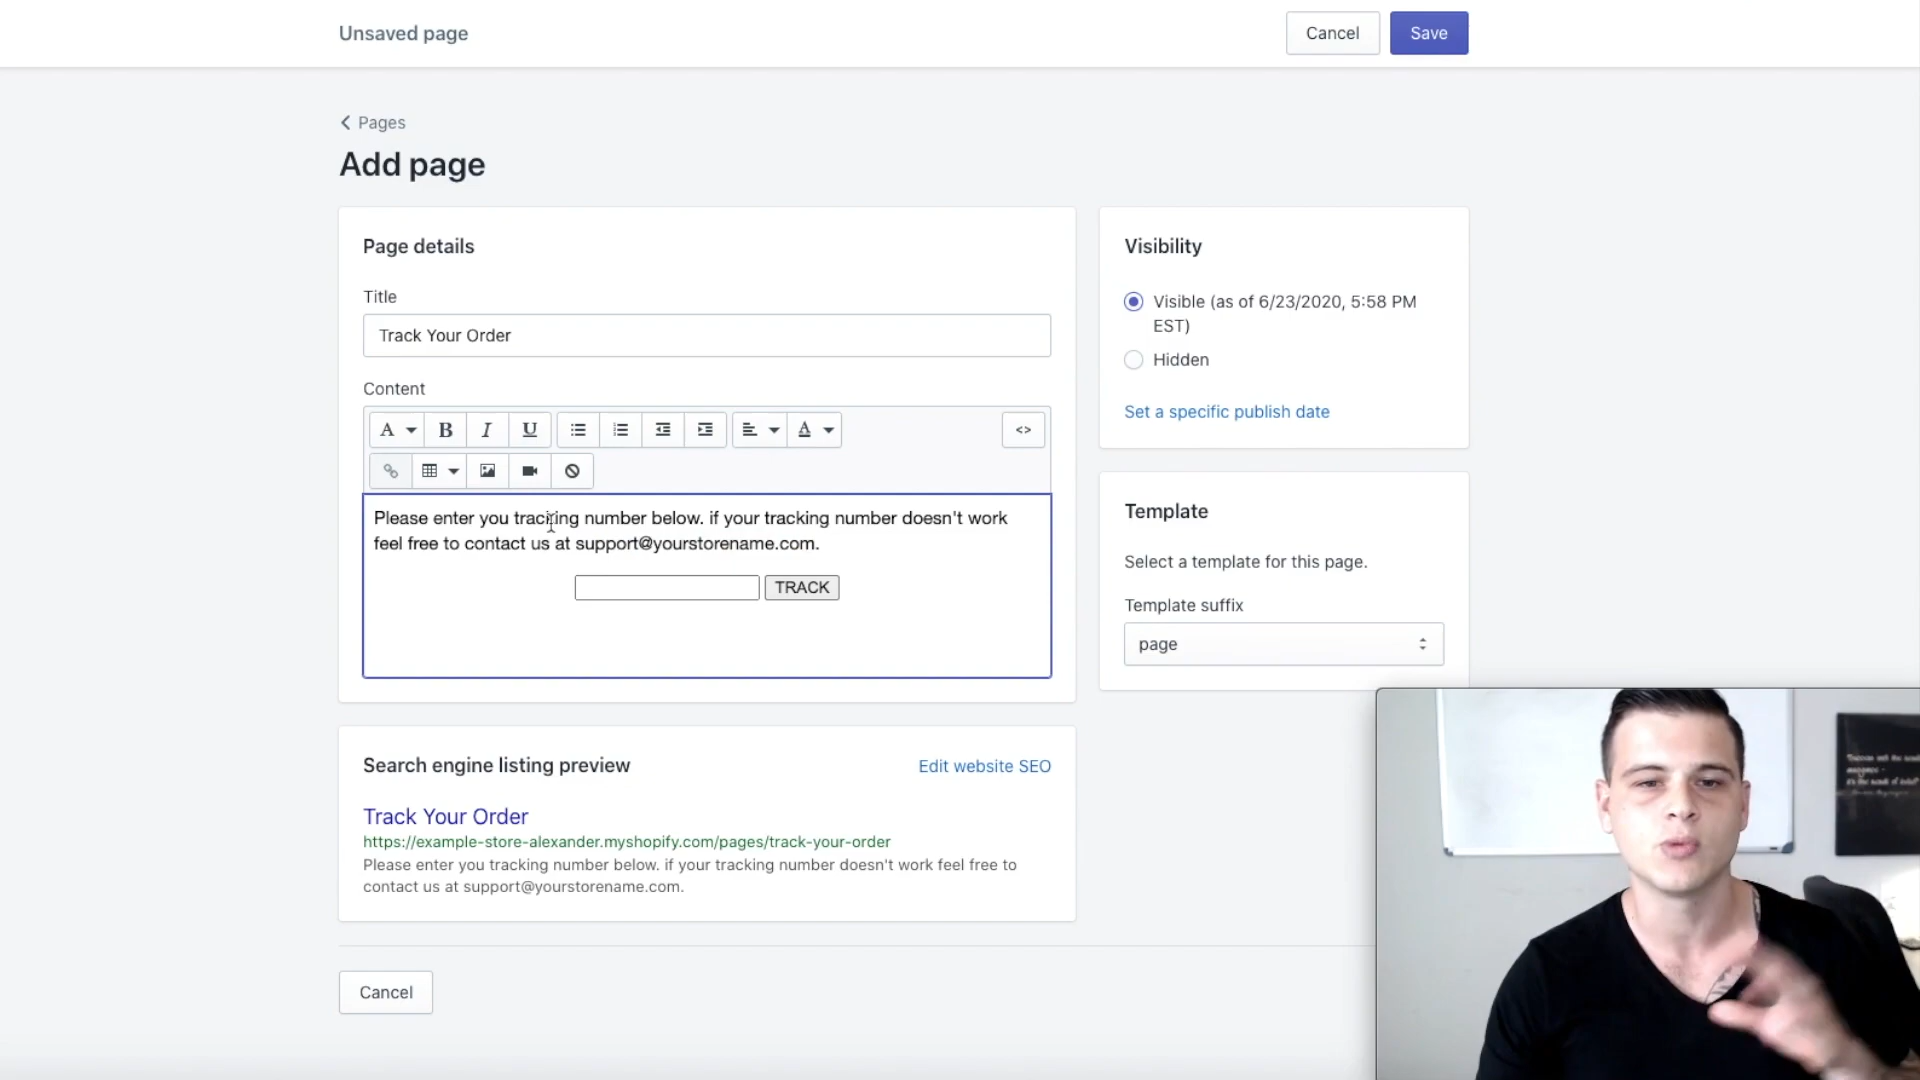 Unsaved page
Cancel
Save
Pages
Add page
Page details
Title
Track Your Order
Content
A
B
I
U
A
<>
Please enter you tracking number below. if your tracking number doesn't work
feel free to contact us at support@yourstorename.com.
TRACK
Search engine listing preview
Edit website SEO
Track Your Order
https://example-store-alexander.myshopify.com/pages/track-your-order
Please enter you tracking number below. if your tracking number doesn't work feel free to
contact us at support@yourstorename.com.
Cancel
Visibility
Visible (as of 6/23/2020, 5:58 PM
EST)
Hidden
Set a specific publish date
Template
Select a template for this page.
Template suffix
page